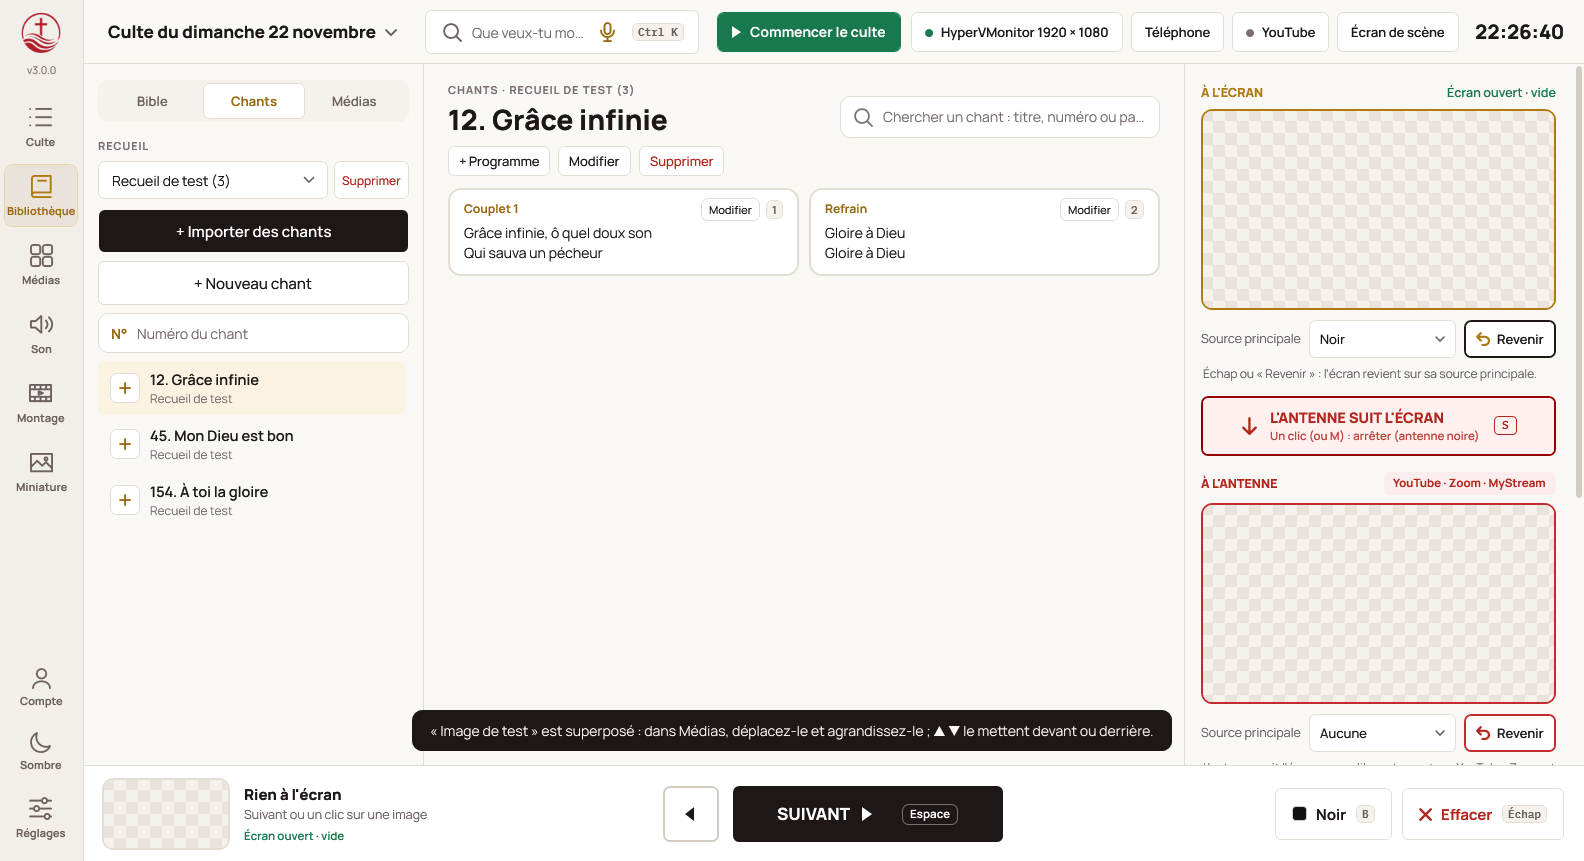 v3.0.0
Culte
Bibliothèque
Médias
Son
Montage
Miniature
Compte
Sombre
Réglages
Culte du dimanche 22 novembre
Que veux-tu mo…
Ctrl K
Commencer le culte
HyperVMonitor 1920 × 1080
Téléphone
YouTube
Écran de scène
22:26:40
Bible
Chants
Médias
RECUEIL
Recueil de test (3)
Supprimer
+ Importer des chants
+ Nouveau chant
N° Numéro du chant
+ 12. Grâce infinie
Recueil de test
+ 45. Mon Dieu est bon
Recueil de test
+ 154. À toi la gloire
Recueil de test
CHANTS · RECUEIL DE TEST (3)
12. Grâce infinie
Chercher un chant : titre, numéro ou pa…
+ Programme
Modifier
Supprimer
Couplet 1
Modifier
1
Grâce infinie, ô quel doux son
Qui sauva un pécheur
Refrain
Modifier
2
Gloire à Dieu
Gloire à Dieu
« Image de test » est superposé : dans Médias, déplacez-le et agrandissez-le ; ▲▼ le mettent devant ou derrière.
À L'ÉCRAN
Écran ouvert · vide
Source principale
Noir
Revenir
Échap ou « Revenir » : l'écran revient sur sa source principale.
L'ANTENNE SUIT L'ÉCRAN
Un clic (ou M) : arrêter (antenne noire)
S
À L'ANTENNE
YouTube · Zoom · MyStream
Source principale
Aucune
Revenir
Rien à l'écran
Suivant ou un clic sur une image
Écran ouvert · vide
SUIVANT
Espace
Noir
B
Effacer
Échap